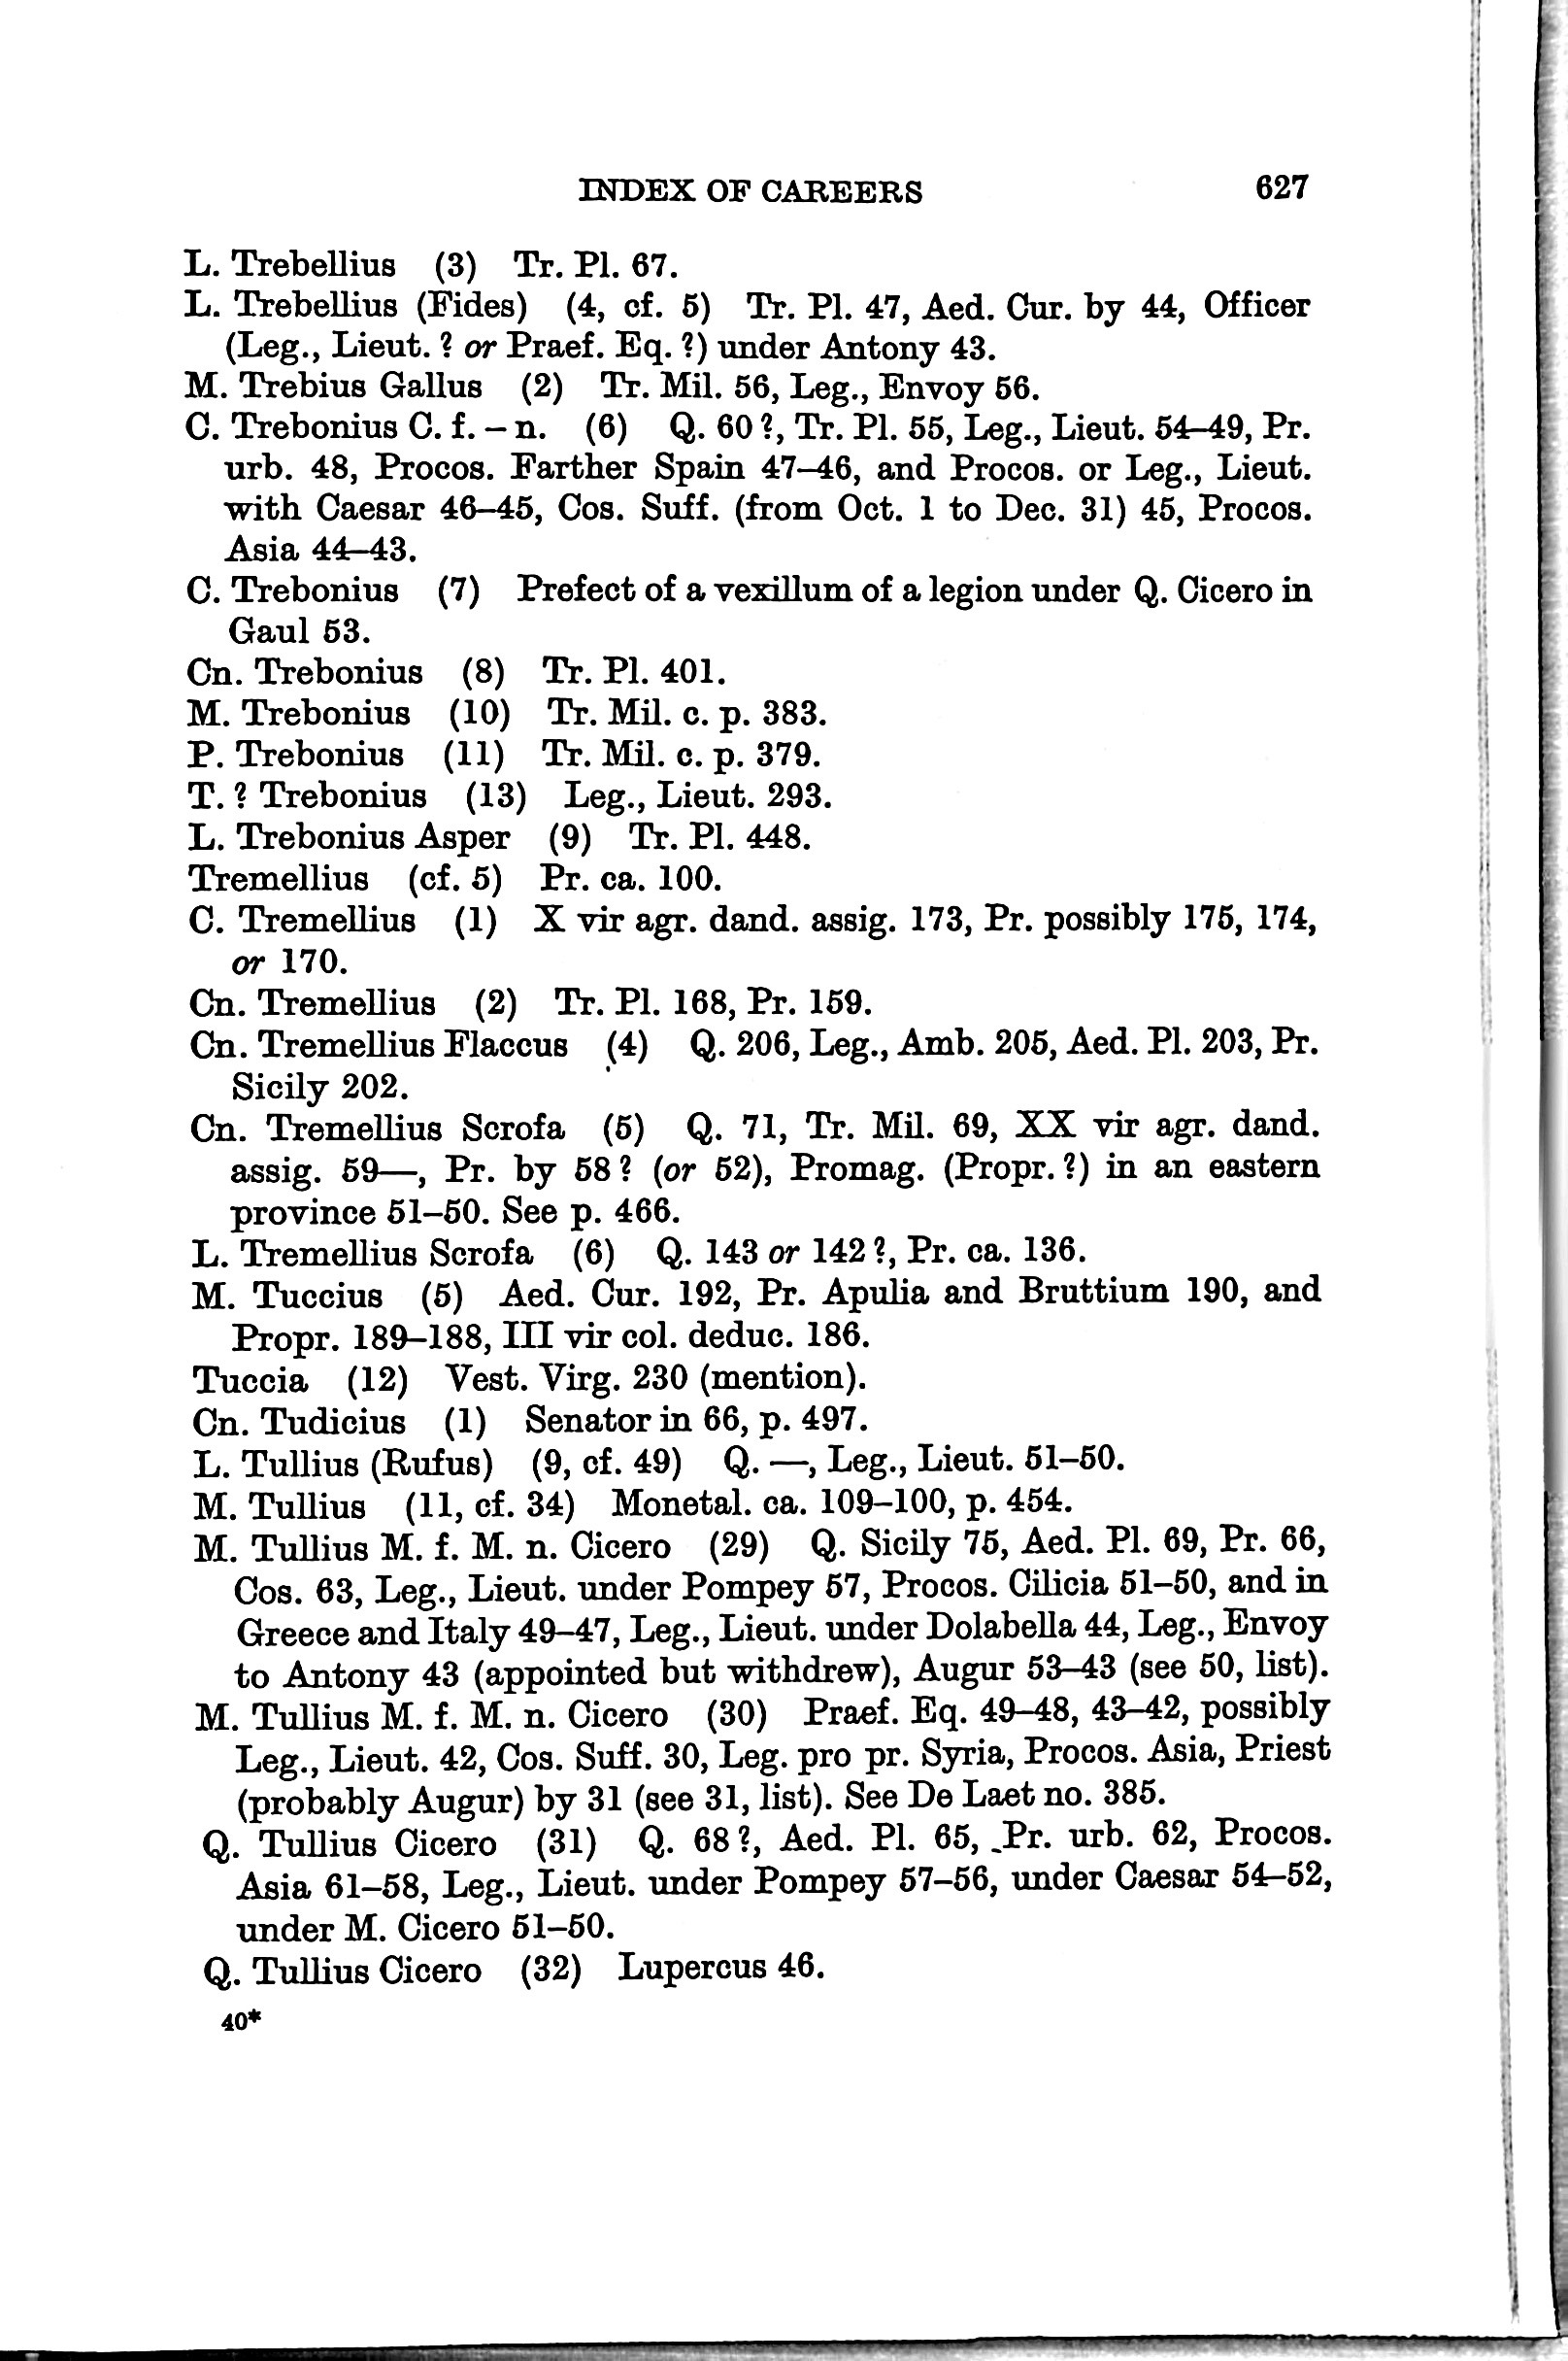 INDEX OF CAREERS 627
L. Trebellius (3) Tr. Pl. 67.
L. Trebellius (Fides) (4, cf. 5) Tr. Pl. 47, Aed. Cur. by 44, Officer
(Leg., Lieut. ? or Praef. Eq. ?) under Antony 43.
M. Trebius Gallus (2) Tr. Mil. 56, Leg., Envoy 56.
C. Trebonius C. f. – n. (6) Q. 60 ?, Tr. Pl. 55, Leg., Lieut. 54–49, Pr.
urb. 48, Procos. Farther Spain 47–46, and Procos. or Leg., Lieut.
with Caesar 46–45, Cos. Suff. (from Oct. 1 to Dec. 31) 45, Procos.
Asia 44–43.
C. Trebonius (7) Prefect of a vexillum of a legion under Q. Cicero in
Gaul 53.
Cn. Trebonius (8) Tr. Pl. 401.
M. Trebonius (10) Tr. Mil. c. p. 383.
P. Trebonius (11) Tr. Mil. c. p. 379.
T. ? Trebonius (13) Leg., Lieut. 293.
L. Trebonius Asper (9) Tr. Pl. 448.
Tremellius (cf. 5) Pr. ca. 100.
C. Tremellius (1) X vir agr. dand. assig. 173, Pr. possibly 175, 174,
or 170.
Cn. Tremellius (2) Tr. Pl. 168, Pr. 159.
Cn. Tremellius Flaccus (4) Q. 206, Leg., Amb. 205, Aed. Pl. 203, Pr.
Sicily 202.
Cn. Tremellius Scrofa (5) Q. 71, Tr. Mil. 69, XX vir agr. dand.
assig. 59—, Pr. by 58 ? (or 52), Promag. (Propr. ?) in an eastern
province 51–50. See p. 466.
L. Tremellius Scrofa (6) Q. 143 or 142 ?, Pr. ca. 136.
M. Tuccius (5) Aed. Cur. 192, Pr. Apulia and Bruttium 190, and
Propr. 189–188, III vir col. deduc. 186.
Tuccia (12) Vest. Virg. 230 (mention).
Cn. Tudicius (1) Senator in 66, p. 497.
L. Tullius (Rufus) (9, cf. 49) Q. —, Leg., Lieut. 51–50.
M. Tullius (11, cf. 34) Monetal. ca. 109–100, p. 454.
M. Tullius M. f. M. n. Cicero (29) Q. Sicily 75, Aed. Pl. 69, Pr. 66,
Cos. 63, Leg., Lieut. under Pompey 57, Procos. Cilicia 51–50, and in
Greece and Italy 49–47, Leg., Lieut. under Dolabella 44, Leg., Envoy
to Antony 43 (appointed but withdrew), Augur 53–43 (see 50, list).
M. Tullius M. f. M. n. Cicero (30) Praef. Eq. 49–48, 43–42, possibly
Leg., Lieut. 42, Cos. Suff. 30, Leg. pro pr. Syria, Procos. Asia, Priest
(probably Augur) by 31 (see 31, list). See De Laet no. 385.
Q. Tullius Cicero (31) Q. 68 ?, Aed. Pl. 65, Pr. urb. 62, Procos.
Asia 61–58, Leg., Lieut. under Pompey 57–56, under Caesar 54–52,
under M. Cicero 51–50.
Q. Tullius Cicero (32) Lupercus 46.
40*